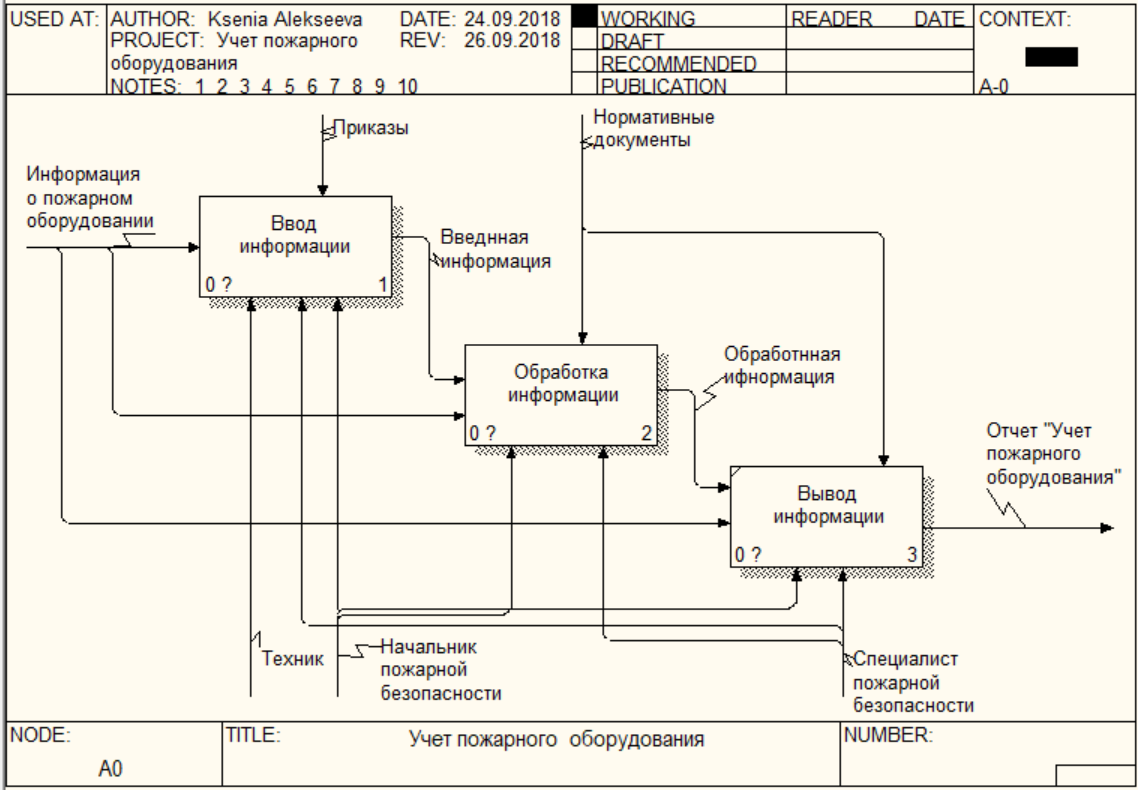 USED AT:
AUTHOR: Ksenia Alekseeva
DATE: 24.09.2018
PROJECT: Учет пожарного
оборудования
REV: 26.09.2018
NOTES: 1 2 3 4 5 6 7 8 9 10
WORKING
DRAFT
RECOMMENDED
PUBLICATION
READER DATE
CONTEXT:
A-0
Приказы
Нормативные
документы
Информация
о пожарном
оборудовании
Ввод
информации
0 ? 1
Введнная
информация
Обработка
информации
0 ? 2
Обработнная
ифнормация
Вывод
информации
0 ? 3
Отчет "Учет
пожарного
оборудования"
Техник
Начальник
пожарной
безопасности
Специалист
пожарной
безопасности
NODE:
A0
TITLE:
Учет пожарного оборудования
NUMBER: